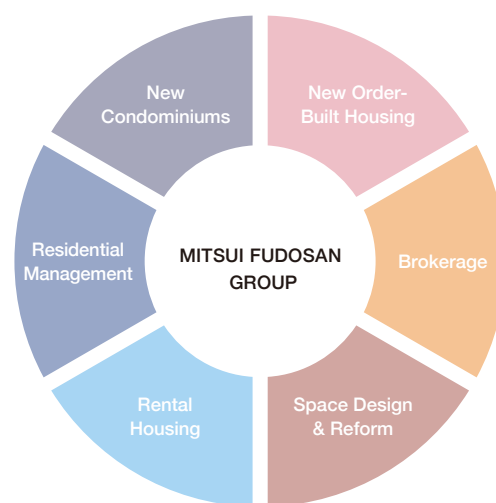 New
Condominiums
New Order-
Built Housing
Residential
Management
MITSUI FUDOSAN
GROUP
Brokerage
Rental
Housing
Space Design
& Reform